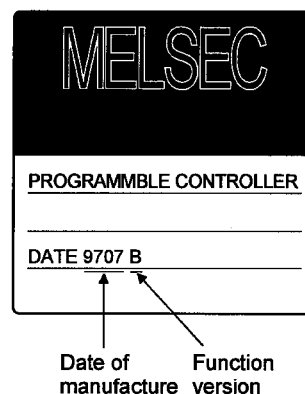 MELSEC
PROGRAMMBLE CONTROLLER
DATE 9707 B
Date of Function
manufacture version